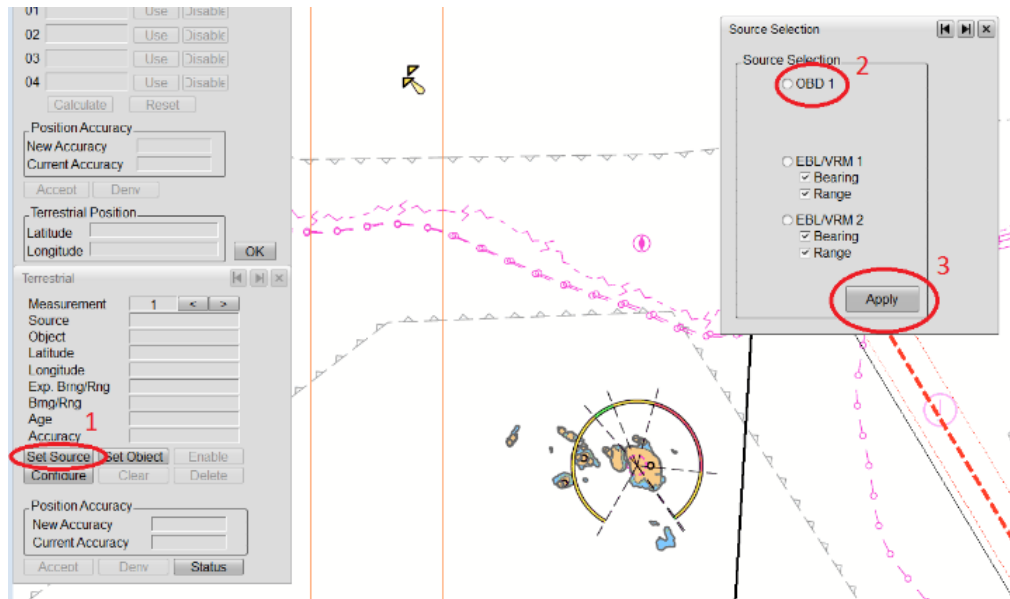 01 Use Disable
02 Use Disable
03 Use Disable
04 Use Disable
Calculate Reset
Position Accuracy
New Accuracy
Current Accuracy
Accept Deny
Terrestrial Position
Latitude
Longitude OK
Terrestrial
Measurement 1 < >
Source
Object
Latitude
Longitude
Exp. Brng/Rng
Brng/Rng
Age
Accuracy
1
Set Source Set Object Enable
Configure Clear Delete
Position Accuracy
New Accuracy
Current Accuracy
Accept Deny Status
Source Selection
Source Selection
2
OBD 1
EBL/VRM 1
Bearing
Range
EBL/VRM 2
Bearing
Range
3
Apply